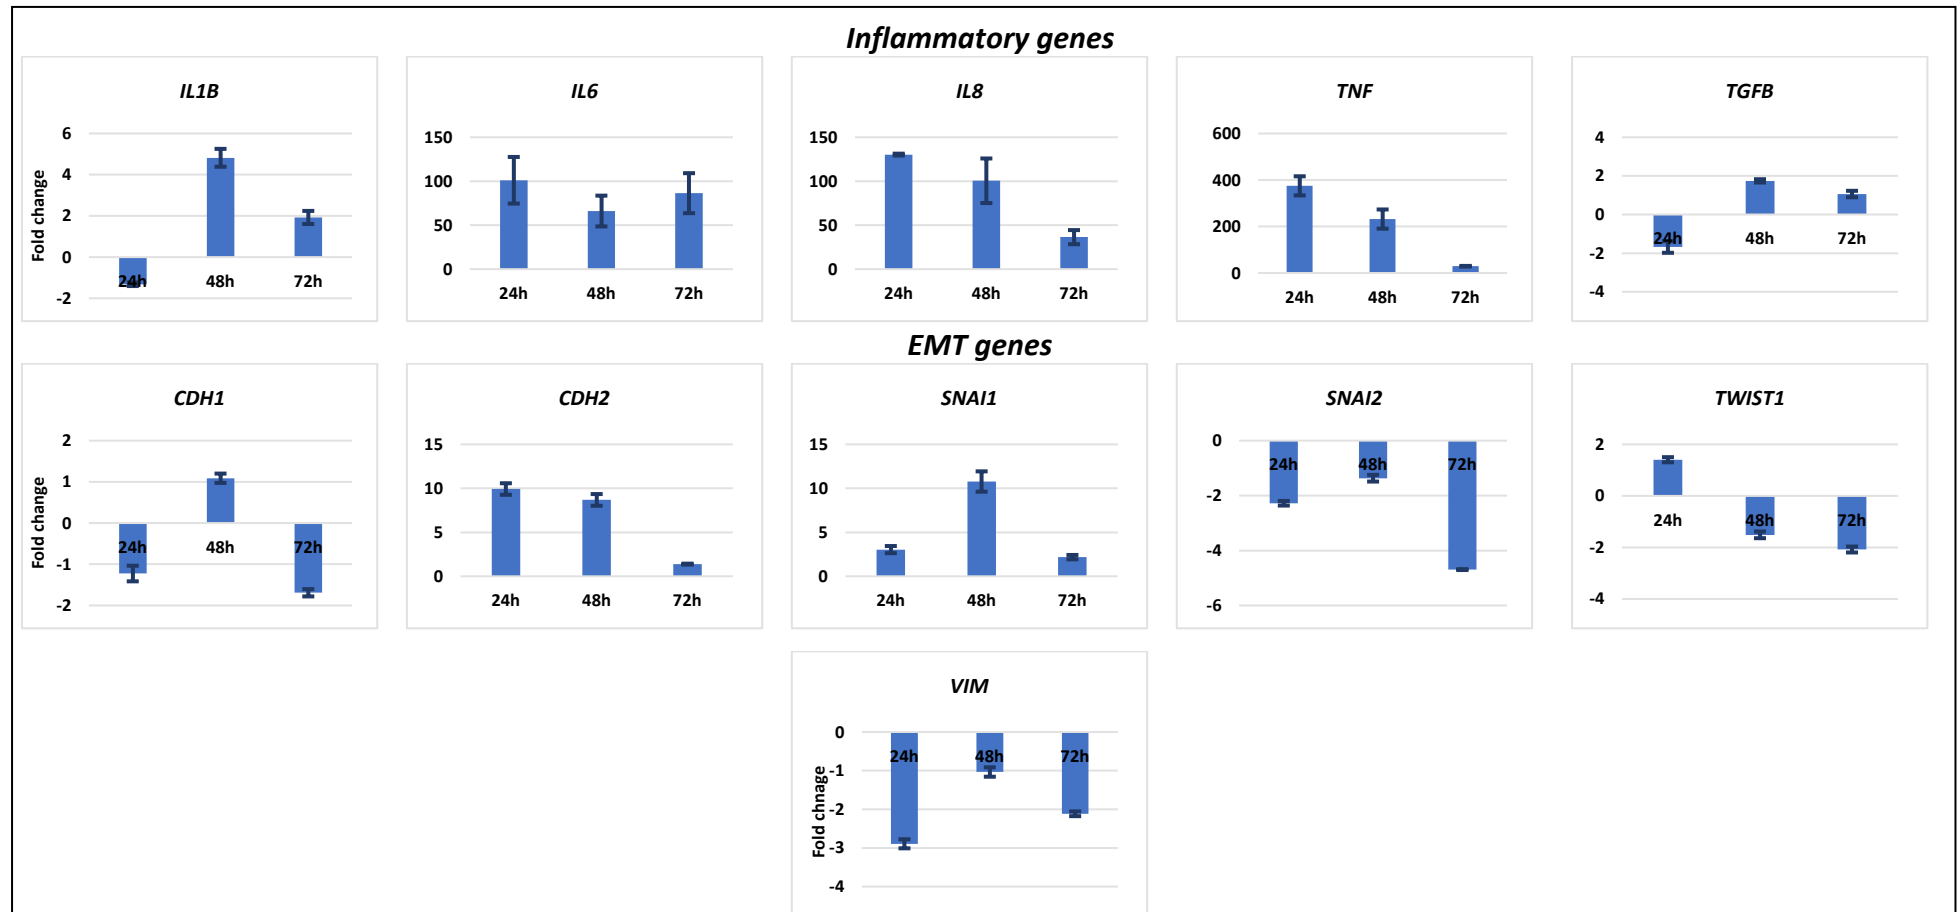 Inflammatory genes
IL1B
Fold change
6
4
2
0
-2
24h 48h 72h
IL6
150
100
50
0
24h 48h 72h
IL8
150
100
50
0
24h 48h 72h
TNF
600
400
200
0
24h 48h 72h
TGFB
4
2
0
-2
-4
24h 48h 72h
EMT genes
CDH1
Fold change
2
1
0
-1
-2
24h 48h 72h
CDH2
15
10
5
0
24h 48h 72h
SNAI1
15
10
5
0
24h 48h 72h
SNAI2
0
-2
-4
-6
24h 48h 72h
TWIST1
2
0
-2
-4
24h 48h 72h
VIM
Fold chnage
0
-1
-2
-3
-4
24h 48h 72h